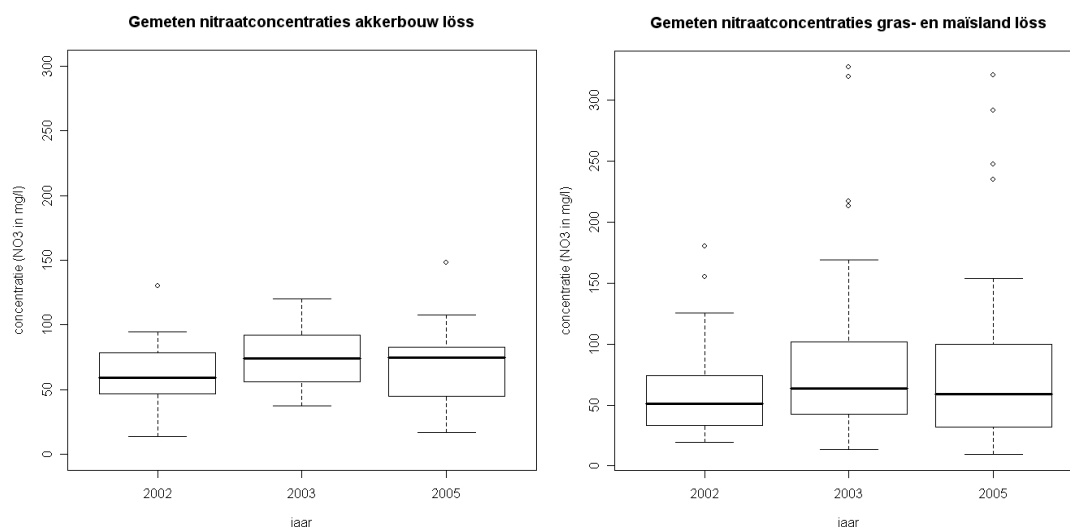 Gemeten nitraatconcentraties akkerbouw löss
concentratie (NO3 in mg/l)
300
250
200
150
100
50
0
2002 2003 2005
jaar
Gemeten nitraatconcentraties gras- en maïsland löss
concentratie (NO3 in mg/l)
300
250
200
150
100
50
0
2002 2003 2005
jaar